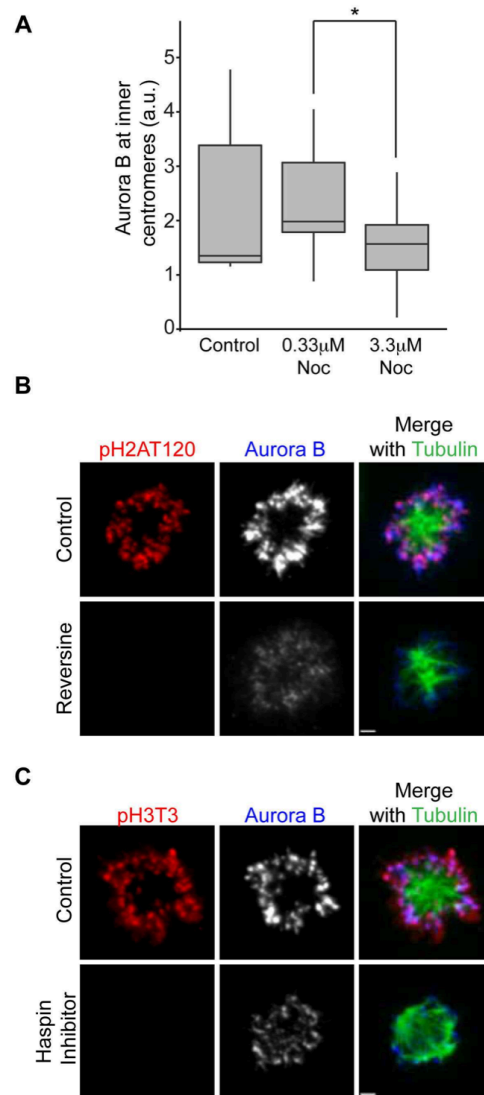 A
*
Aurora B at inner
centromeres (a.u.)
5
4
3
2
1
0
Control
0.33μM
Noc
3.3μM
Noc
B
pH2AT120
Aurora B
Merge
with Tubulin
Control
Reversine
C
pH3T3
Aurora B
Merge
with Tubulin
Control
Haspin
Inhibitor